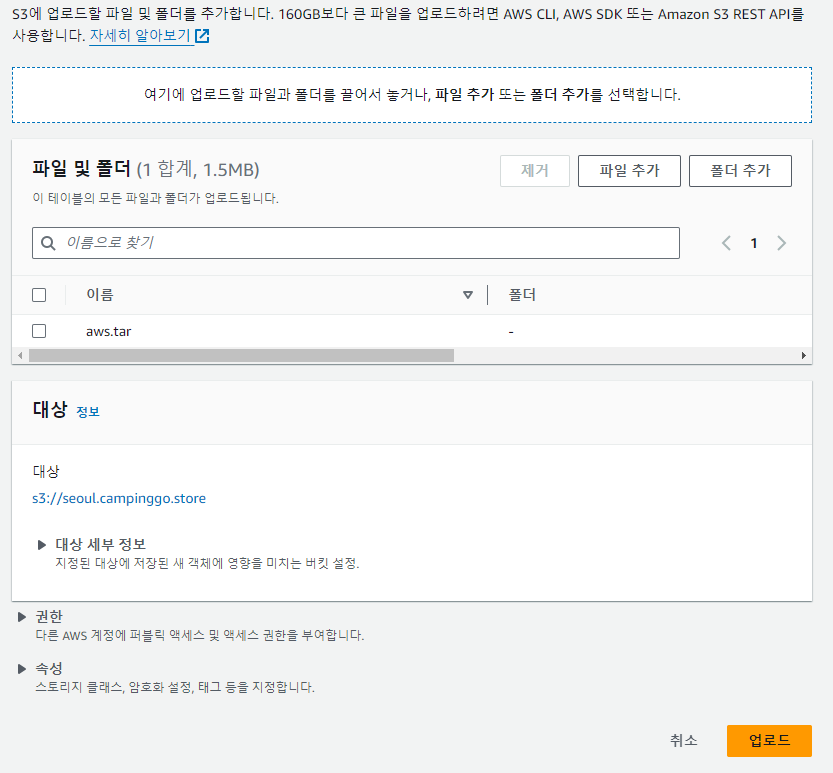 S3에 업로드할 파일 및 폴더를 추가합니다. 160GB보다 큰 파일을 업로드하려면 AWS CLI, AWS SDK 또는 Amazon S3 REST API를
사용합니다. 자세히 알아보기
여기에 업로드할 파일과 폴더를 끌어서 놓거나, 파일 추가 또는 폴더 추가를 선택합니다.
파일 및 폴더 (1 합계, 1.5MB)
제거 파일 추가 폴더 추가
이 테이블의 모든 파일과 폴더가 업로드됩니다.
이름으로 찾기
1
이름 폴더
aws.tar -
대상 정보
대상
s3://seoul.campinggo.store
대상 세부 정보
지정된 대상에 저장된 새 객체에 영향을 미치는 버킷 설정.
권한
다른 AWS 계정에 퍼블릭 액세스 및 액세스 권한을 부여합니다.
속성
스토리지 클래스, 암호화 설정, 태그 등을 지정합니다.
취소 업로드